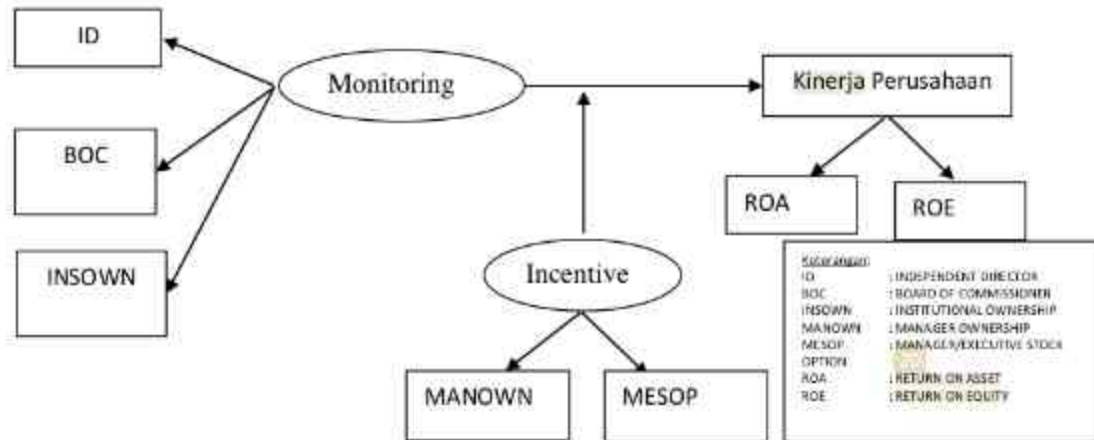 ID
Monitoring
Kinerja Perusahaan
BOC
ROA
ROE
INSOWN
Incentive
MANOWN
MESOP
Keterangan:
ID : INDEPENDENT DIRECTOR
BOC : BOARD OF COMMISSIONER
INSOWN : INSTITUTIONAL OWNERSHIP
MANOWN : MANAGER OWNERSHIP
MESOP : MANAGER/EXECUTIVE STOCK
OPTION
ROA : RETURN ON ASSET
ROE : RETURN ON EQUITY